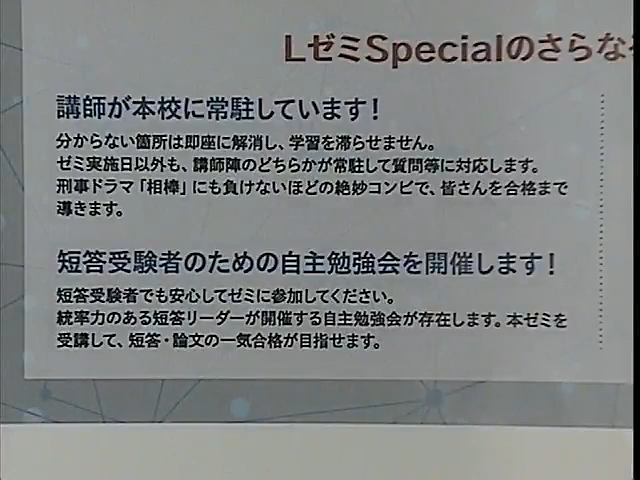 LゼミSpecialのさらな
講師が本校に常駐しています！
分からない箇所は即座に解消し、学習を滞らせません。
ゼミ実施日以外も、講師陣のどちらかが常駐して質問等に対応します。
刑事ドラマ「相棒」にも負けないほどの絶妙コンビで、皆さんを合格まで
導きます。
短答受験者のための自主勉強会を開催します！
短答受験者でも安心してゼミに参加してください。
統率力のある短答リーダーが開催する自主勉強会が存在します。本ゼミを
受講して、短答・論文の一気合格が目指せます。